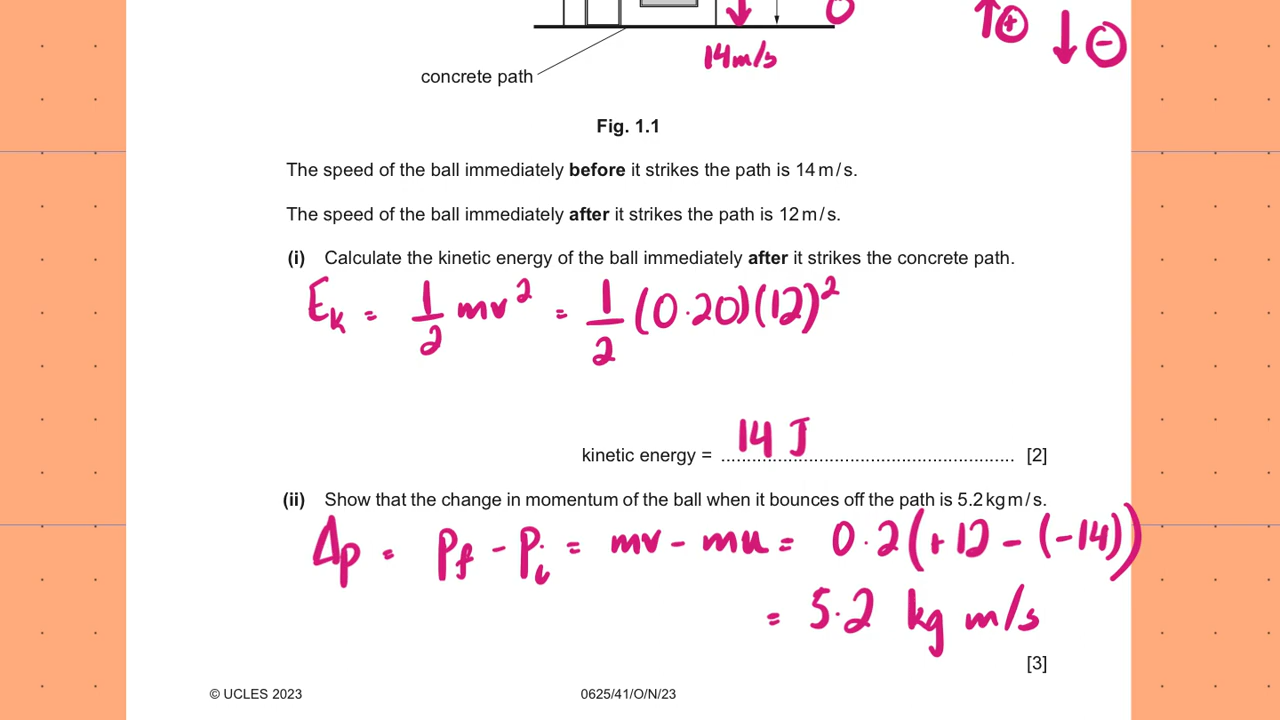 0
⊕
⊖
14m/s
concrete path
Fig. 1.1
The speed of the ball immediately before it strikes the path is 14 m/s.
The speed of the ball immediately after it strikes the path is 12 m/s.
(i) Calculate the kinetic energy of the ball immediately after it strikes the concrete path.
Eₖ = 1/2 mv² = 1/2 (0.20)(12)²
kinetic energy = 14 J [2]
(ii) Show that the change in momentum of the ball when it bounces off the path is 5.2 kg m/s.
Δp = Pf - Pi = mv - mu = 0.2(+12 - (-14))
= 5.2 kg m/s
[3]
© UCLES 2023 0625/41/O/N/23